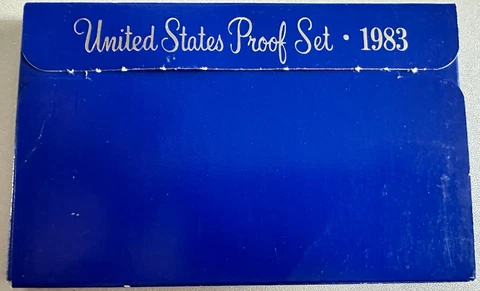 United States Proof Set · 1983